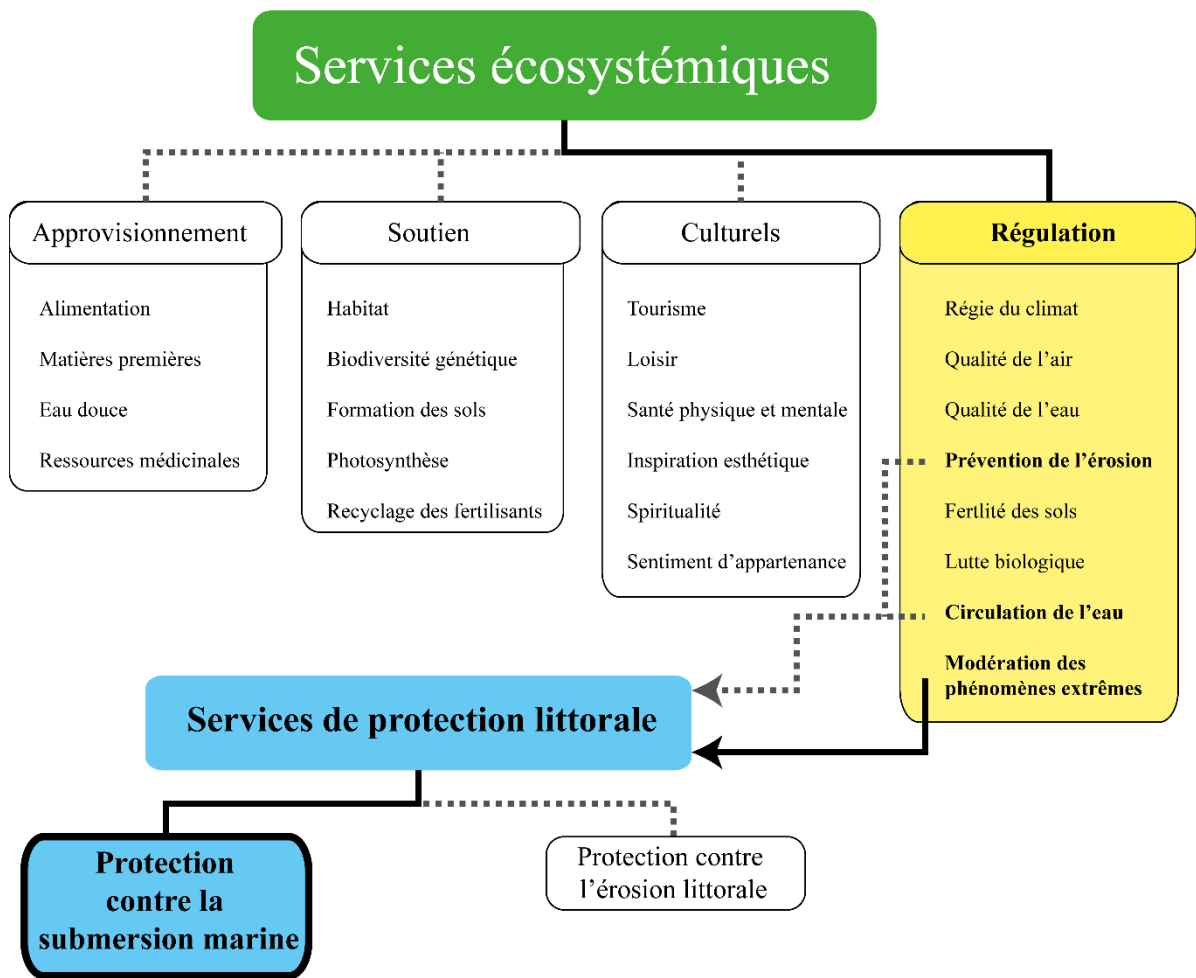 Services écosystémiques
Approvisionnement
Alimentation
Matières premières
Eau douce
Ressources médicinales
Soutien
Habitat
Biodiversité génétique
Formation des sols
Photosynthèse
Recyclage des fertilisants
Culturels
Tourisme
Loisir
Santé physique et mentale
Inspiration esthétique
Spiritualité
Sentiment d’appartenance
Régulation
Régie du climat
Qualité de l’air
Qualité de l’eau
Prévention de l’érosion
Fertlité des sols
Lutte biologique
Circulation de l’eau
Modération des
phénomènes extrêmes
Services de protection littorale
Protection
contre la
submersion marine
Protection contre
l’érosion littorale